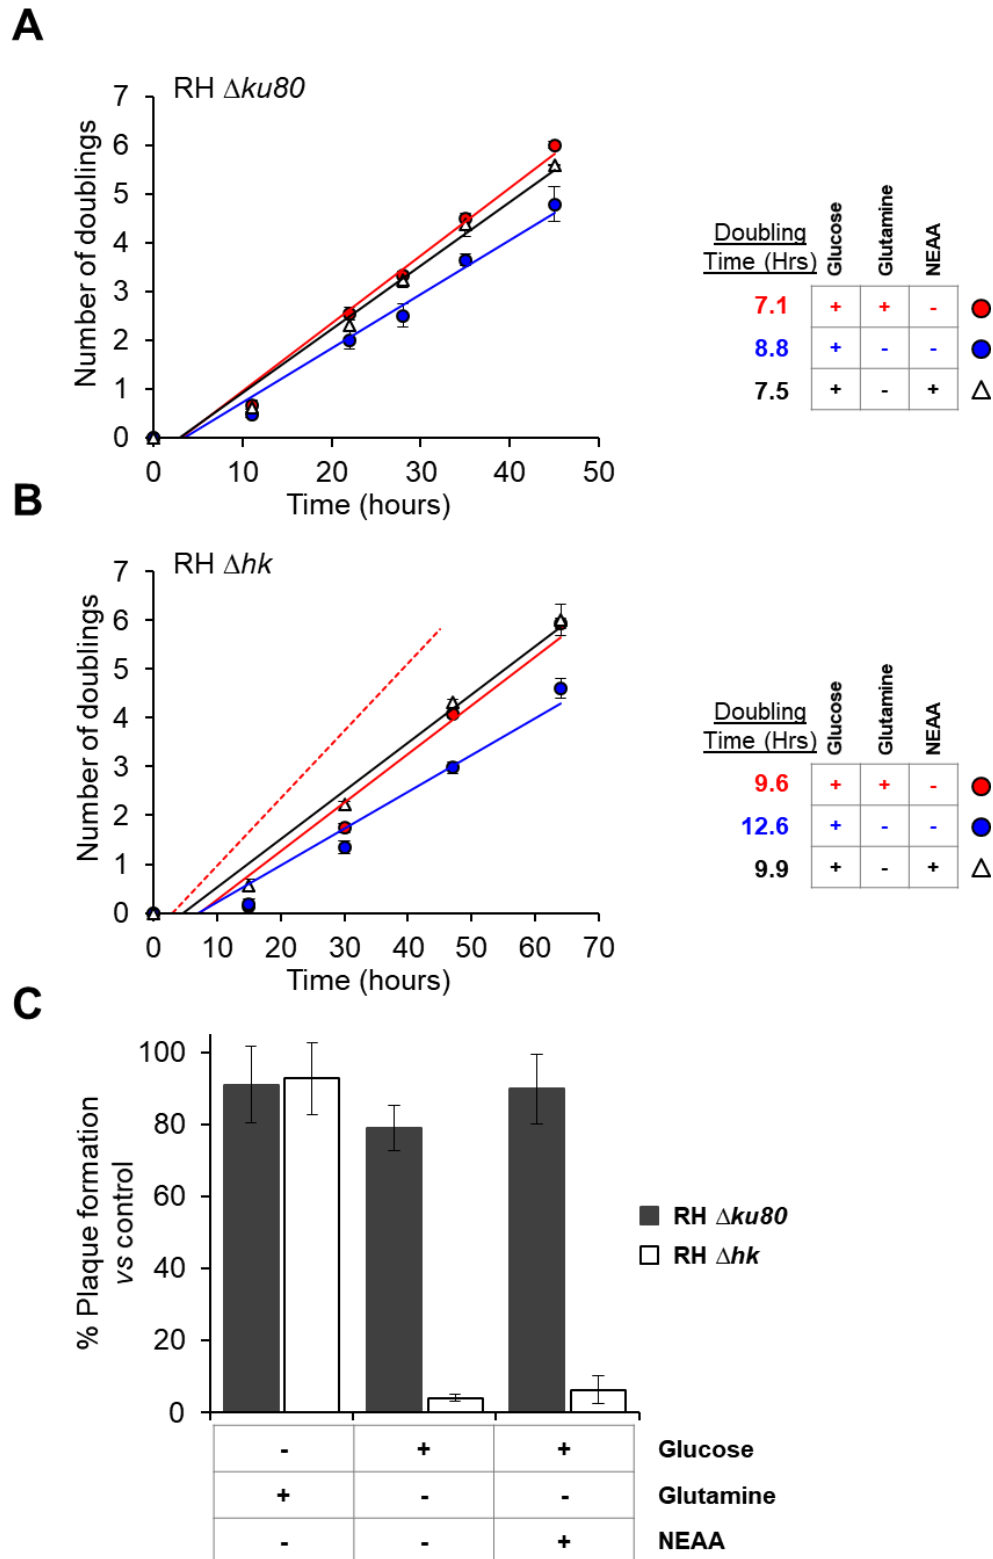 A
RH Δku80
7
6
5
4
3
2
1
0
Number of doublings
0 10 20 30 40 50
Time (hours)
Doubling
Time (Hrs)
Glucose
Glutamine
NEAA
7.1 + + -
8.8 + - -
7.5 + - +
B
RH Δhk
7
6
5
4
3
2
1
0
Number of doublings
0 10 20 30 40 50 60 70
Time (hours)
Doubling
Time (Hrs)
Glucose
Glutamine
NEAA
9.6 + + -
12.6 + - -
9.9 + - +
C
100
80
60
40
20
0
% Plaque formation
vs control
RH Δku80
RH Δhk
- + + Glucose
+ - - Glutamine
- - + NEAA